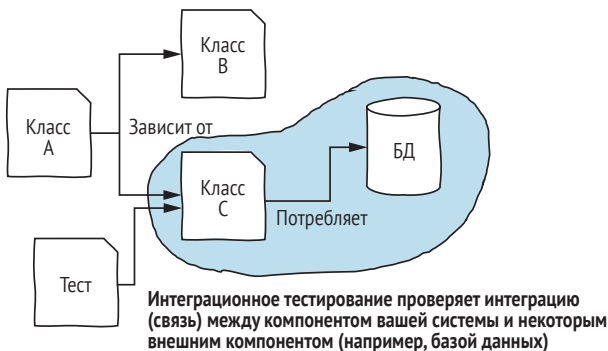 Класс
B
Класс
A
Зависит от
БД
Класс
C
Потребляет
Тест
Интеграционное тестирование проверяет интеграцию
(связь) между компонентом вашей системы и некоторым
внешним компонентом (например, базой данных)